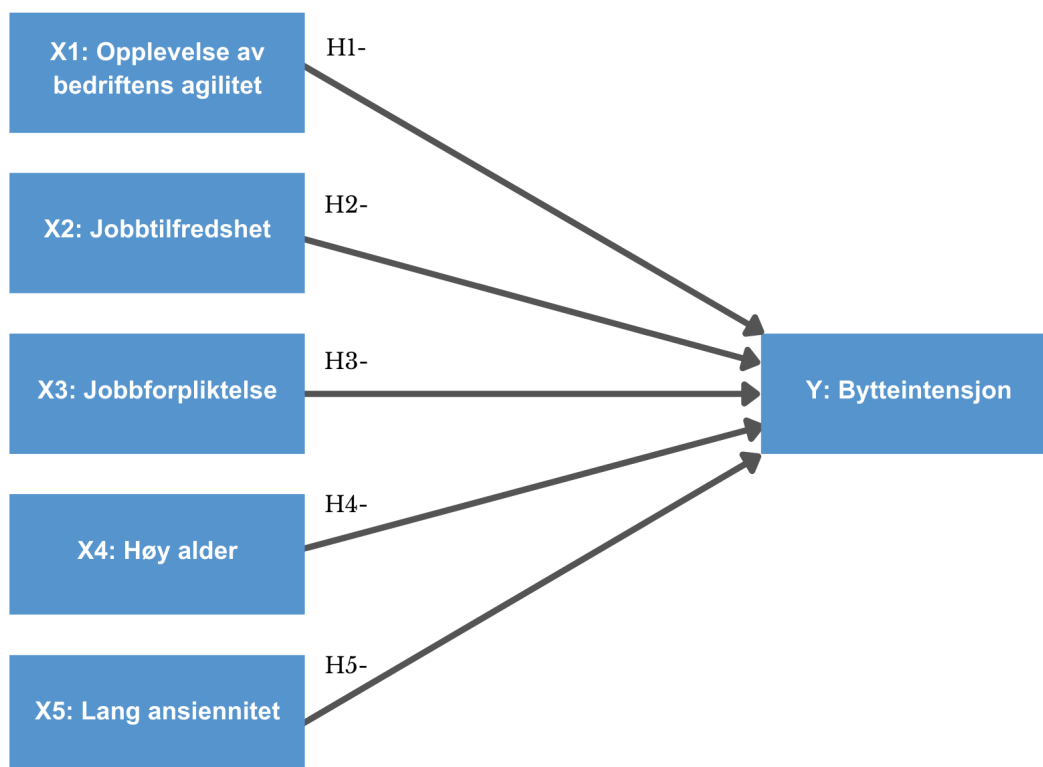 X1: Opplevelse av
bedriftens agilitet
H1-
X2: Jobbtilfredshet
H2-
X3: Jobbforpliktelse
H3-
Y: Bytteintensjon
X4: Høy alder
H4-
X5: Lang ansiennitet
H5-